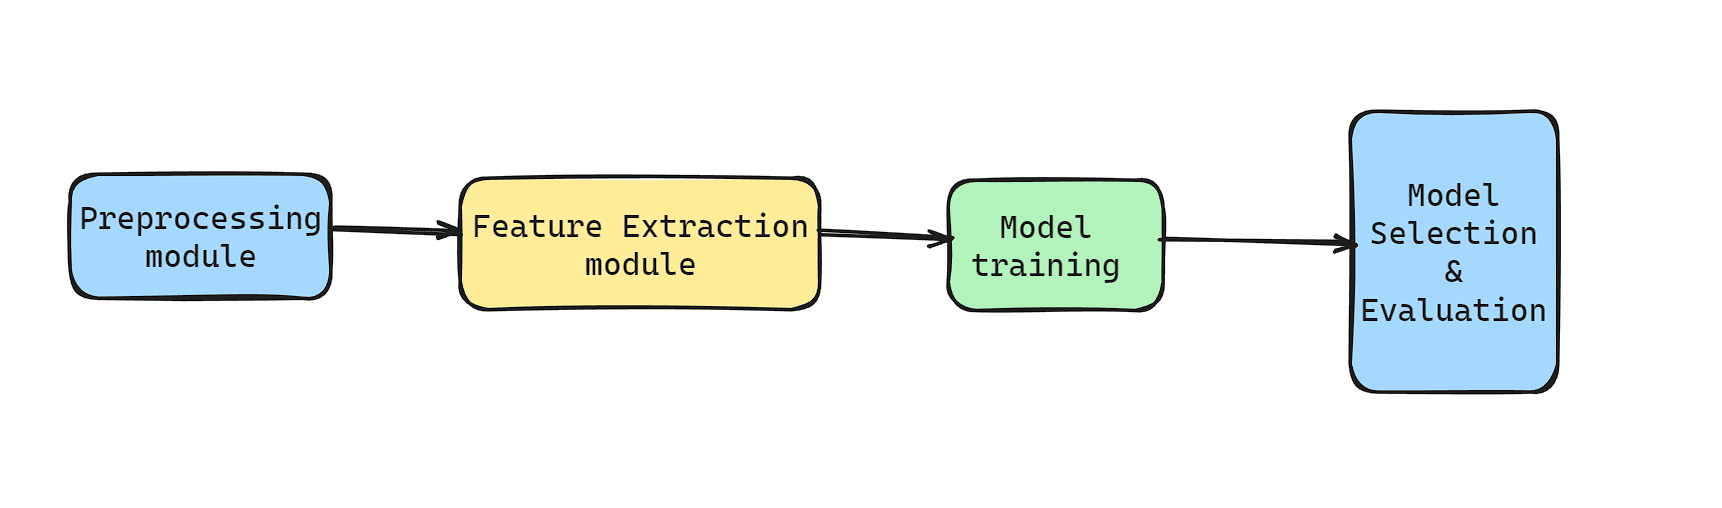 Preprocessing
module
Feature Extraction
module
Model
training
Model
Selection
&
Evaluation